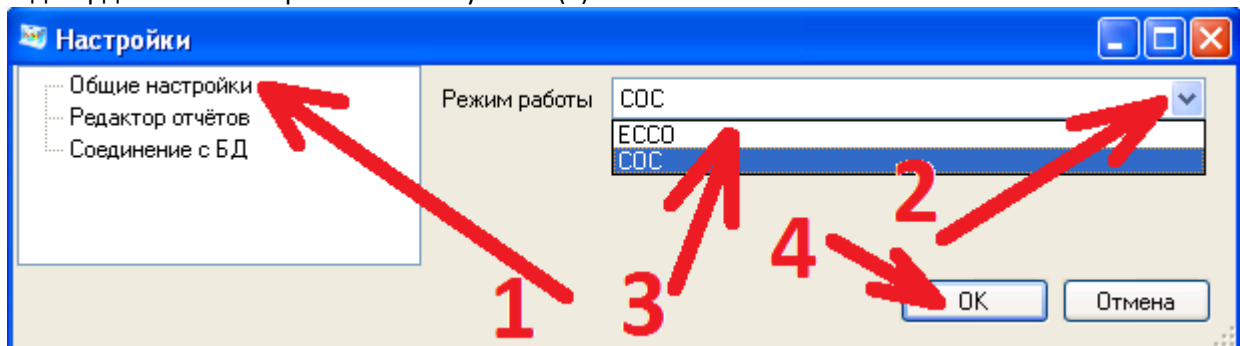 Настройки
Общие настройки
Редактор отчётов
Соединение с БД
Режим работы СОС
ЕССО
СОС
1 3 4 2
ОК Отмена